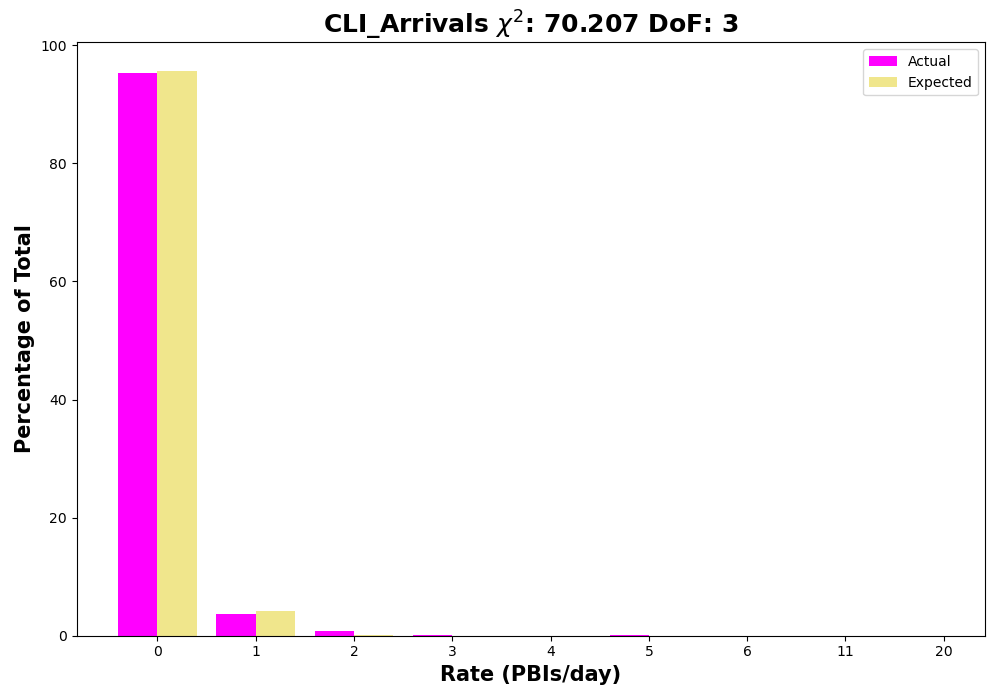 CLI_Arrivals χ²: 70.207 DoF: 3
Actual
Expected
Percentage of Total
100
80
60
40
20
0
0 1 2 3 4 5 6 11 20
Rate (PBIs/day)